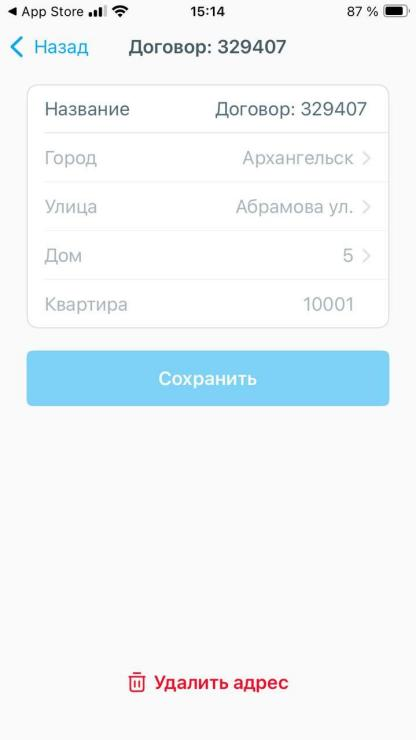 ◀ App Store 15:14 87 %
Назад Договор: 329407
Название Договор: 329407
Город Архангельск
Улица Абрамова ул.
Дом 5
Квартира 10001
Сохранить
Удалить адрес